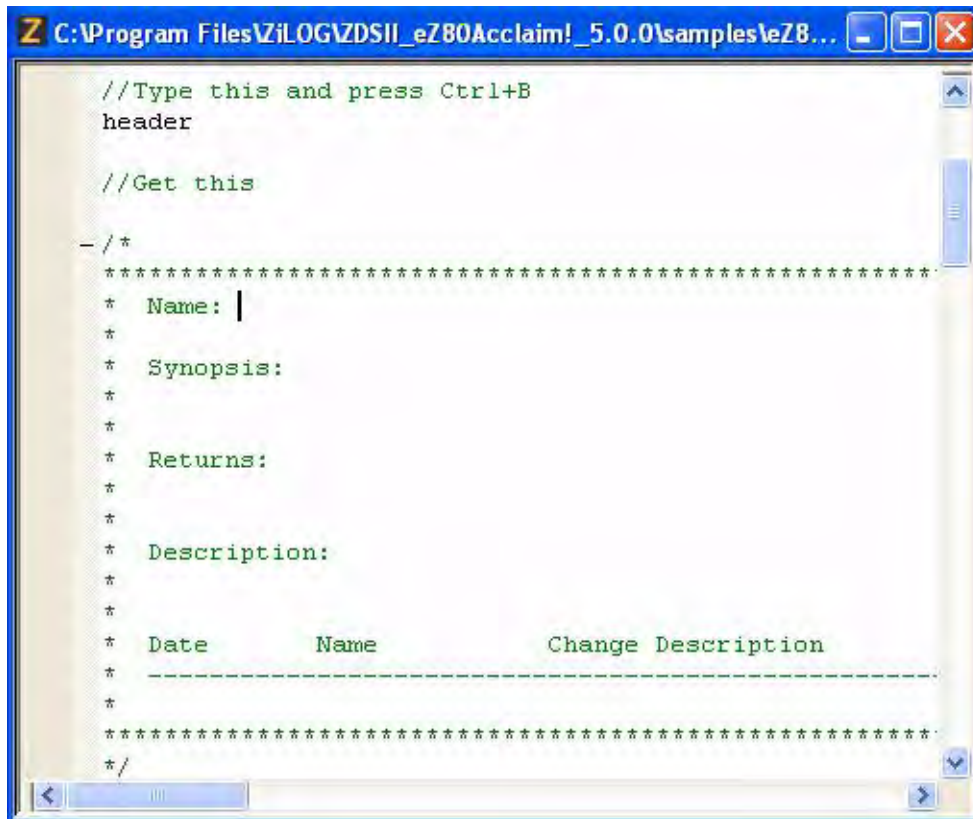 Z C:\Program Files\ZiLOG\ZDSII_eZ80Acclaim!_5.0.0\samples\eZ8...
//Type this and press Ctrl+B
header
//Get this
/*
*******************************************************
* Name:
*
* Synopsis:
*
*
* Returns:
*
*
* Description:
*
*
* Date Name Change Description
* ----------------------------------------------------
*
*******************************************************
*/